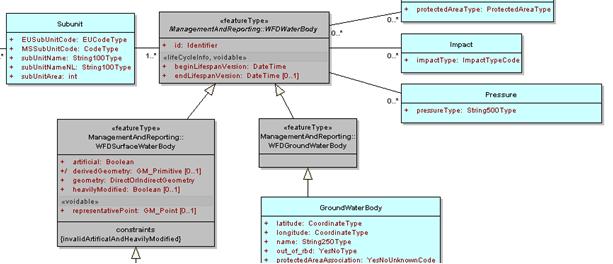 Subunit
+ EUSubUnitCode: EUCodeType
+ MSSubUnitCode: CodeType
+ subUnitName: String100Type
+ subUnitNameNL: String100Type
+ subUnitArea: int
0..*
1..*
«featureType»
ManagementAndReporting::WFDWaterBody
+ id: Identifier
«lifeCycleInfo, voidable»
+ beginLifespanVersion: DateTime
+ endLifespanVersion: DateTime [0..1]
+ protectedAreaType: ProtectedAreaType
0..*
Impact
+ impactType: ImpactTypeCode
0..*
Pressure
+ pressureType: String500Type
0..*
«featureType»
ManagementAndReporting::
WFDSurfaceWaterBody
+ artificial: Boolean
+/ derivedGeometry: GM_Primitive [0..1]
+ geometry: DirectOrIndirectGeometry
+ heavilyModified: Boolean [0..1]
«voidable»
+ representativePoint: GM_Point [0..1]
constraints
{InvalidArtificalAndHeavilyModified}
«featureType»
ManagementAndReporting::
WFDGroundWaterBody
GroundWaterBody
+ latitude: CoordinateType
+ longitude: CoordinateType
+ name: String250Type
+ out_of_rbd: YesNoType
+ protectedAreaAssociation: YesNoUnknownCode